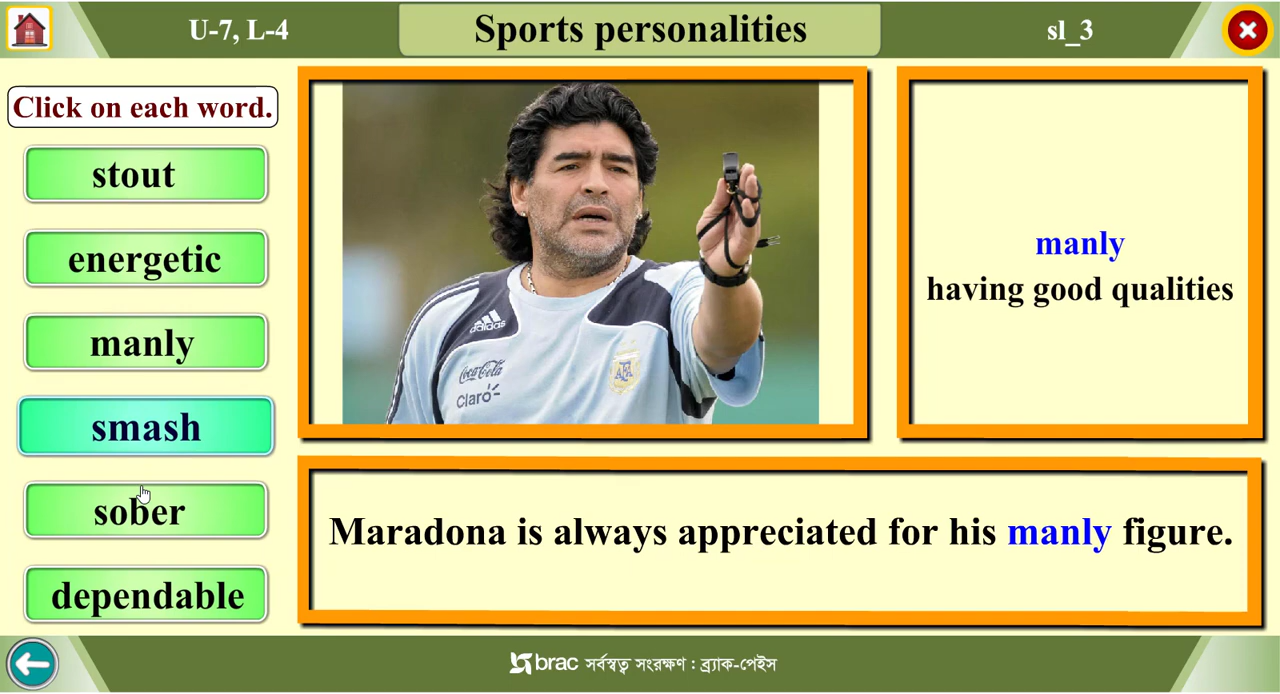 U-7, L-4
Sports personalities
sl_3
Click on each word.
stout
energetic
manly
smash
sober
dependable
adidas
Coca-Cola
Claro
AFA
manly
having good qualities
Maradona is always appreciated for his manly figure.
brac সর্বস্বত্ব সংরক্ষণ : ব্র্যাক-পেইস